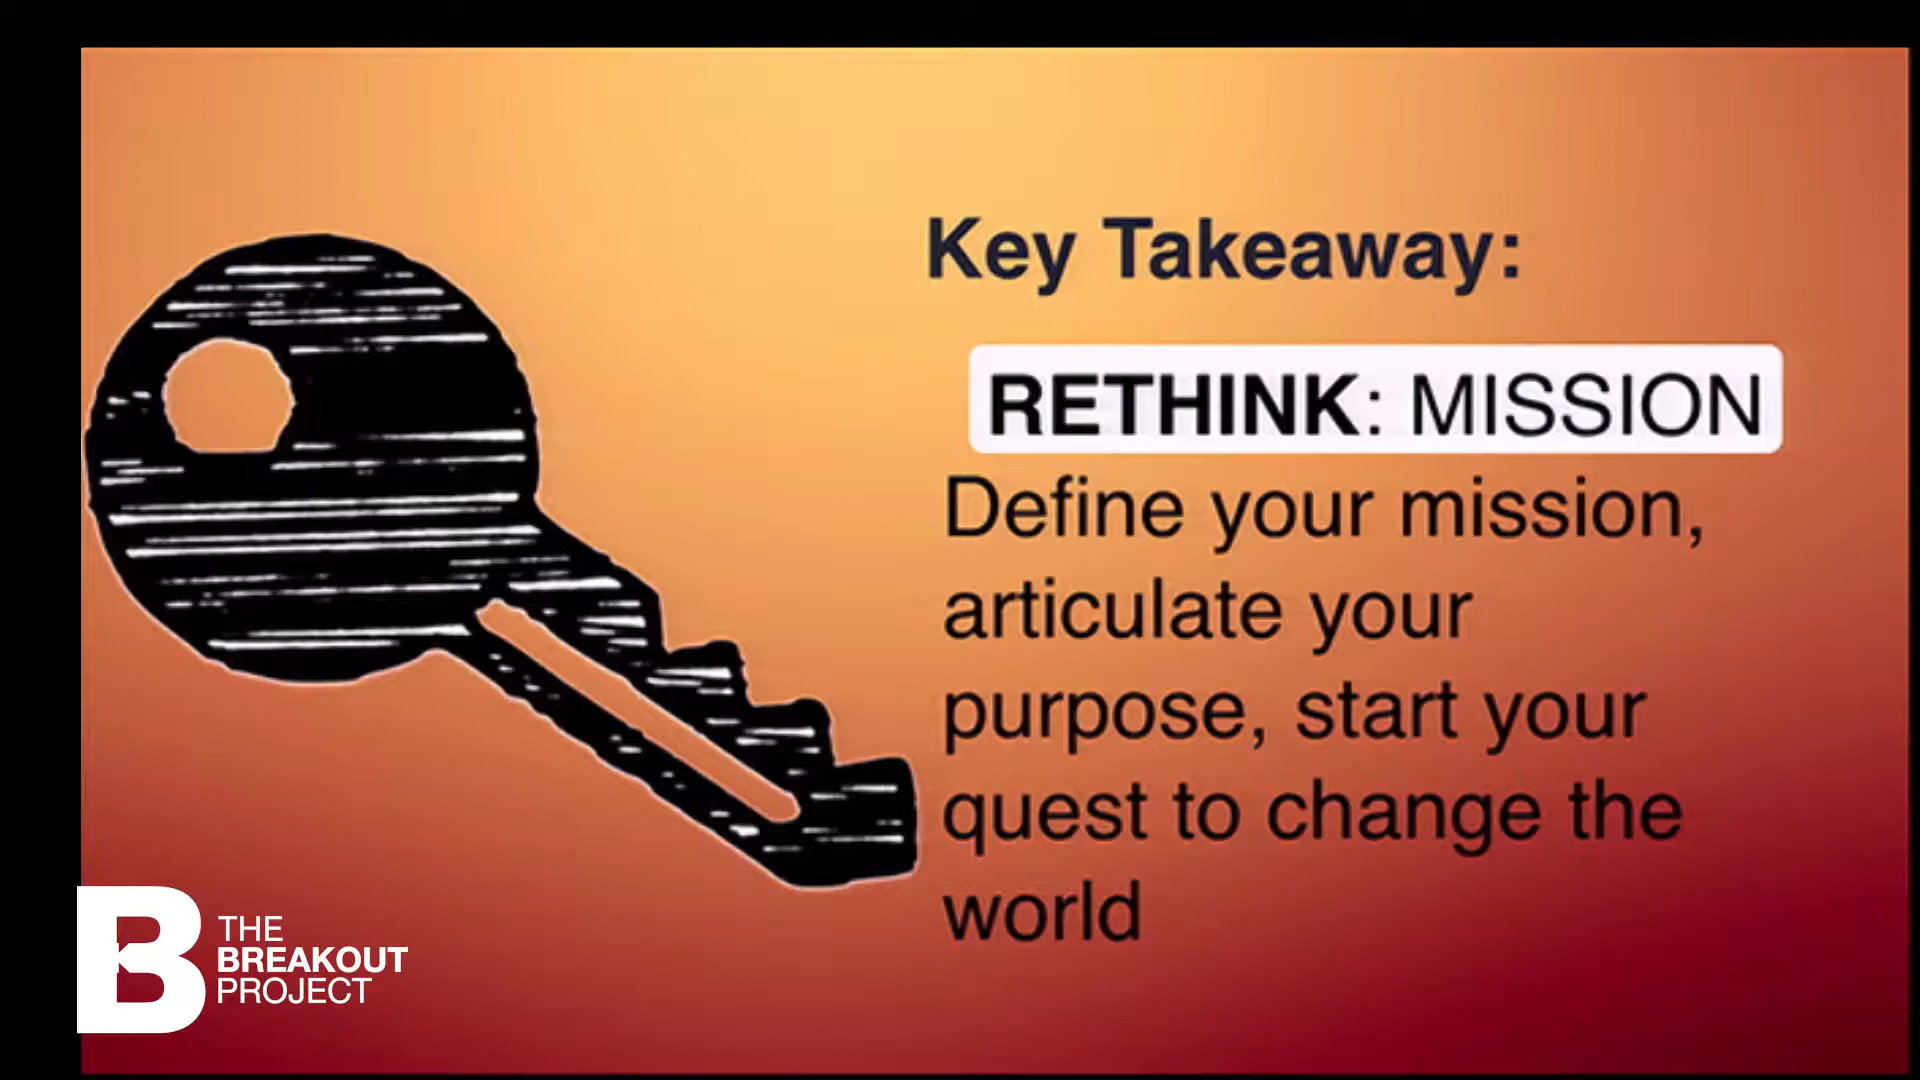 Key Takeaway:
RETHINK: MISSION
Define your mission,
articulate your
purpose, start your
quest to change the
world
B
THE
BREAKOUT
PROJECT